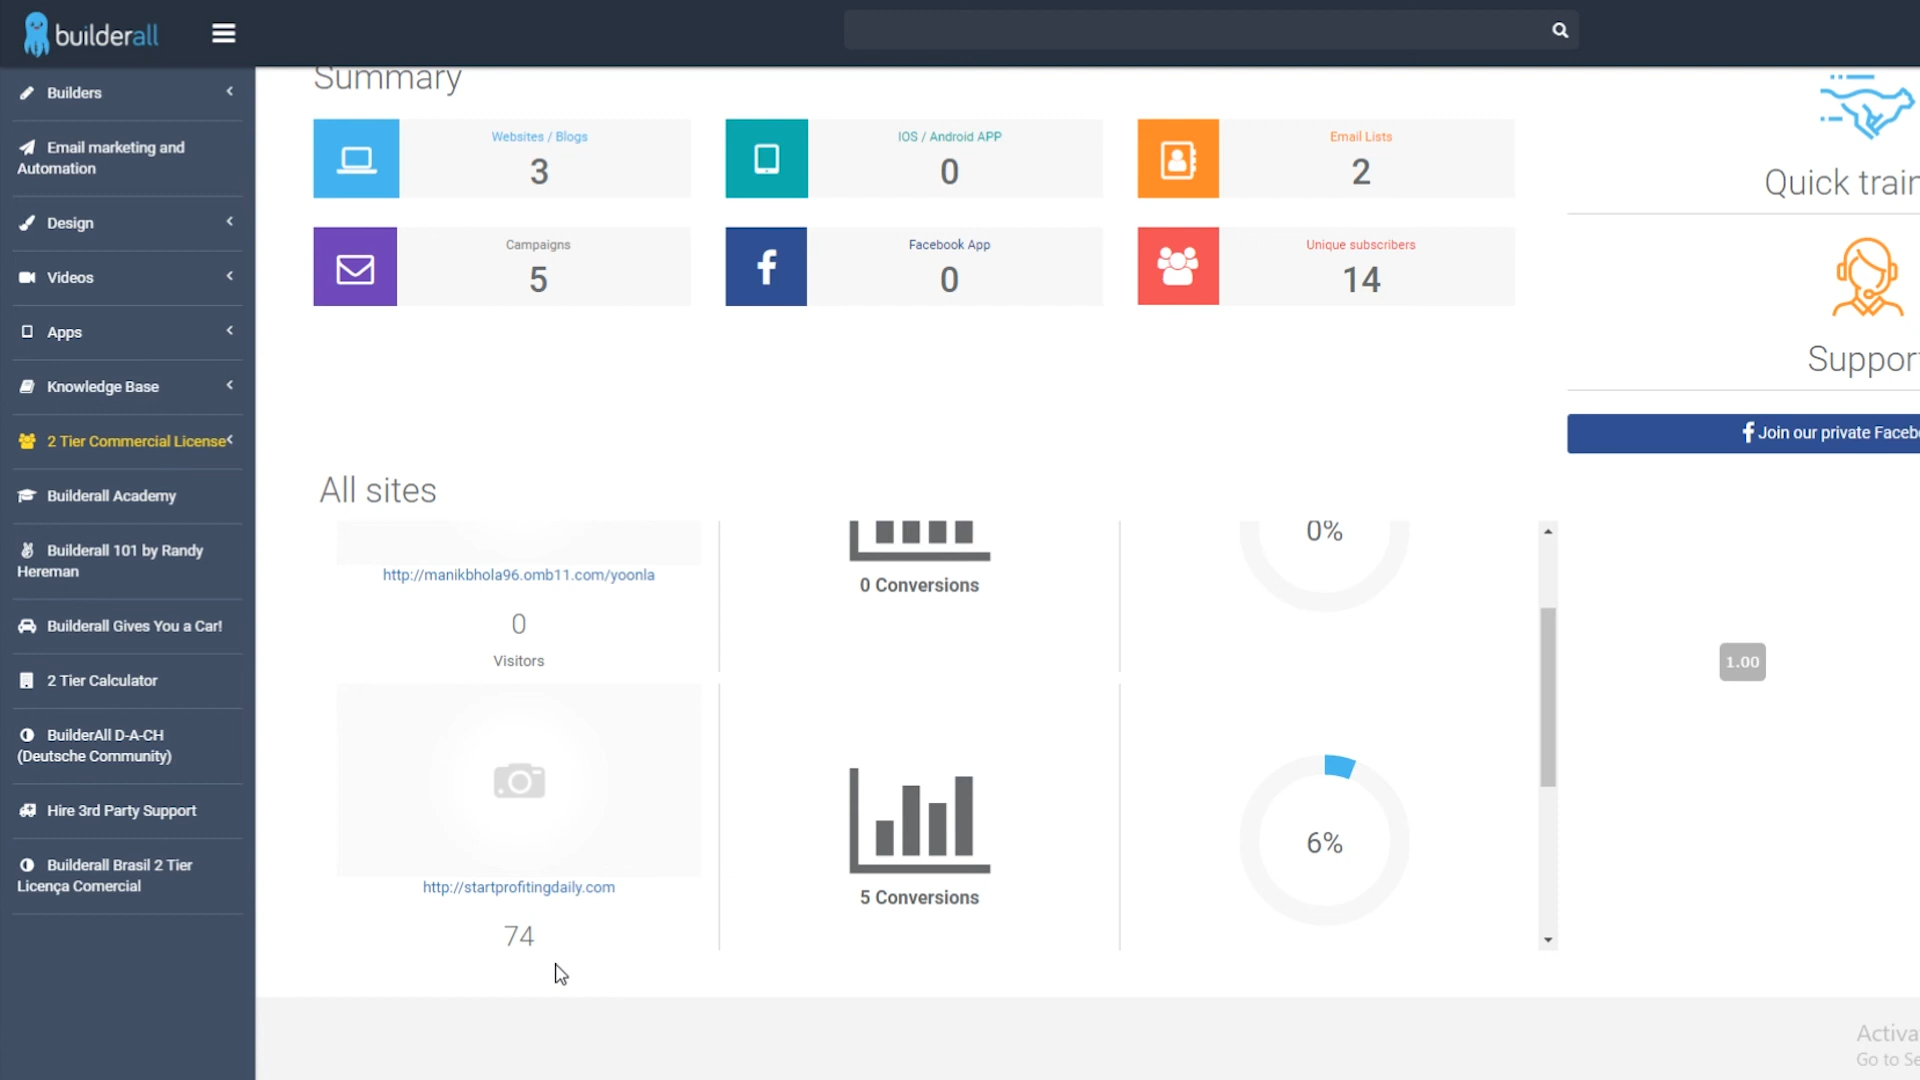 builderall
Builders
Email marketing and
Automation
Design
Videos
Apps
Knowledge Base
2 Tier Commercial License
Builderall Academy
Builderall 101 by Randy
Hereman
Builderall Gives You a Car!
2 Tier Calculator
BuilderAll D-A-CH
(Deutsche Community)
Hire 3rd Party Support
Builderall Brasil 2 Tier
Licença Comercial
Summary
Websites / Blogs
3
IOS / Android APP
0
Email Lists
2
Campaigns
5
Facebook App
0
Unique subscribers
14
All sites
http://manikbhola96.omb11.com/yoonla
0
Visitors
0 Conversions
0%
http://startprofitingdaily.com
74
5 Conversions
6%
Quick train
Support
Join our private Facebo
1.00
Activa
Go to Se